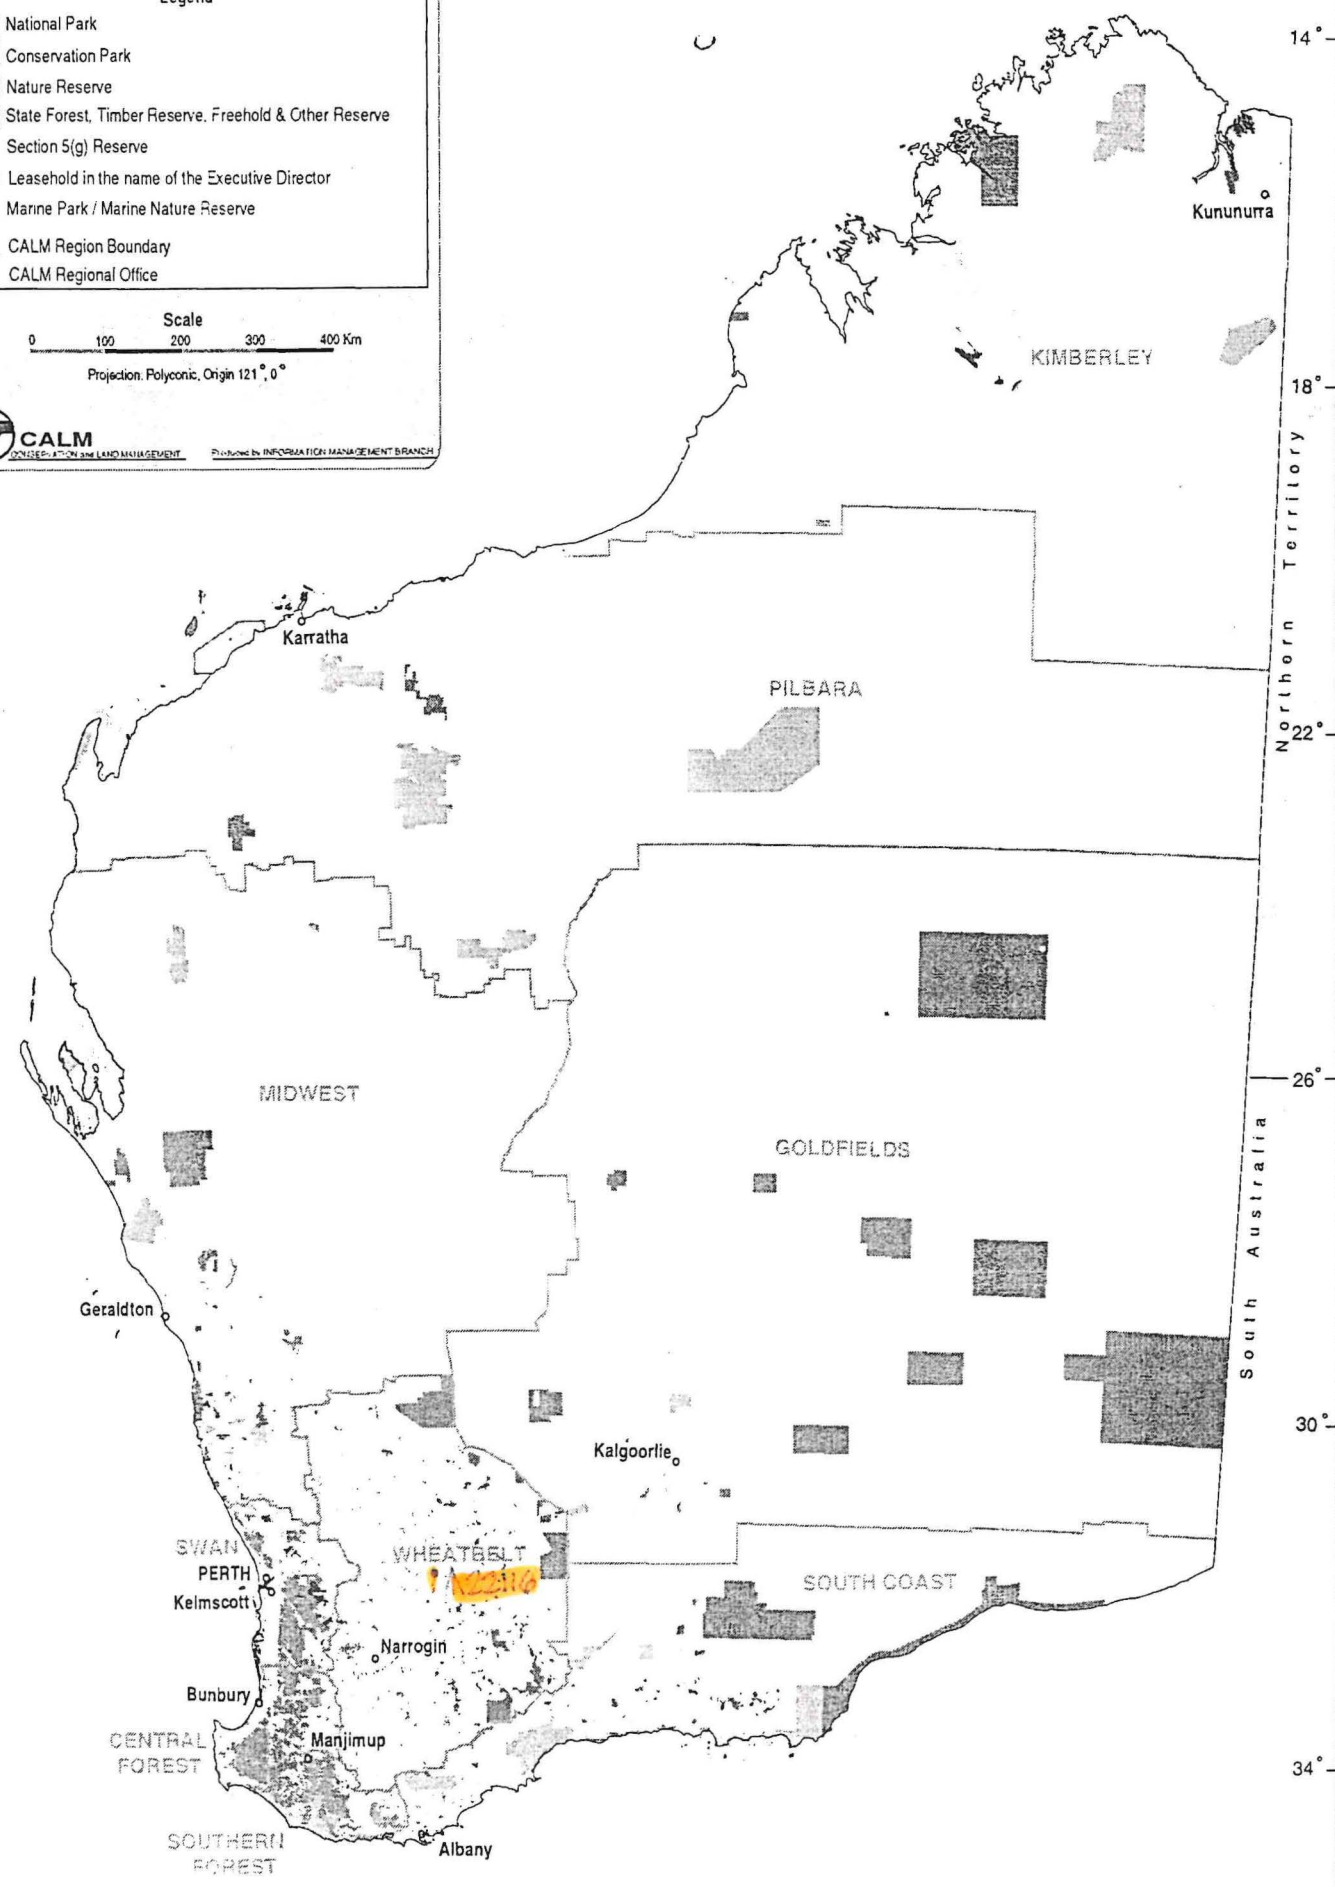 Legend
National Park
Conservation Park
Nature Reserve
State Forest, Timber Reserve, Freehold & Other Reserve
Section 5(g) Reserve
Leasehold in the name of the Executive Director
Marine Park / Marine Nature Reserve
CALM Region Boundary
CALM Regional Office
Scale
0 100 200 300 400 Km
Projection: Polyconic, Origin 121°, 0°
CALM
CONSERVATION and LAND MANAGEMENT
Produced by INFORMATION MANAGEMENT BRANCH
14°
Kununurra
KIMBERLEY
18°
Northern Territory
Karratha
PILBARA
22°
26°
MIDWEST
GOLDFIELDS
South Australia
Geraldton
30°
Kalgoorlie
SWAN
WHEATBELT
PERTH
22116
SOUTH COAST
Kelmscott
Narrogin
Bunbury
CENTRAL
FOREST
Manjimup
34°
SOUTHERN
FOREST
Albany